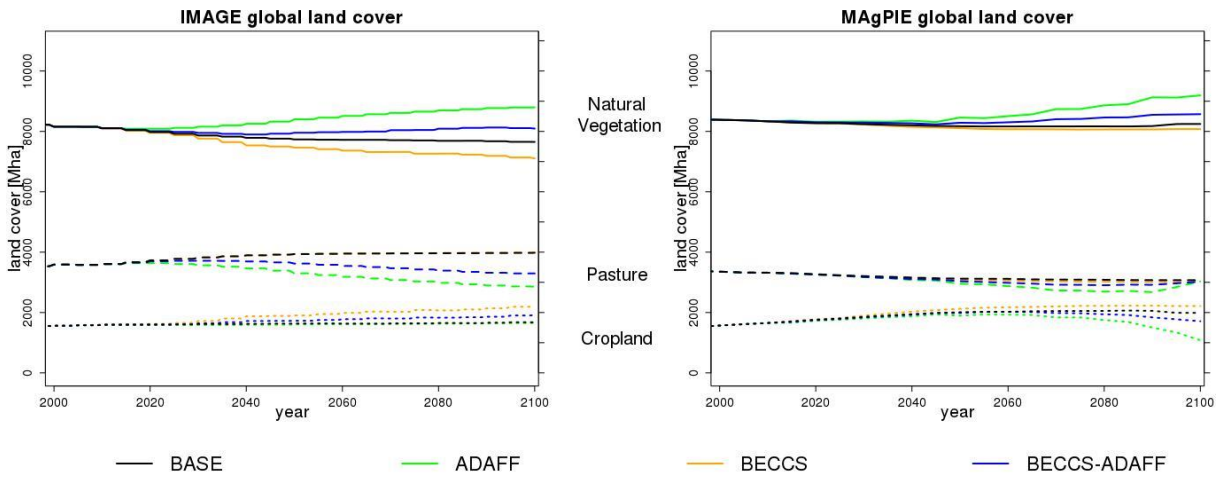 IMAGE global land cover
land cover [Mha]
0
2000
4000
6000
8000
10000
2000
2020
2040
2060
2080
2100
year
Natural
Vegetation
Pasture
Cropland
MAgPIE global land cover
land cover [Mha]
0
2000
4000
6000
8000
10000
2000
2020
2040
2060
2080
2100
year
BASE
ADAFF
BECCS
BECCS-ADAFF